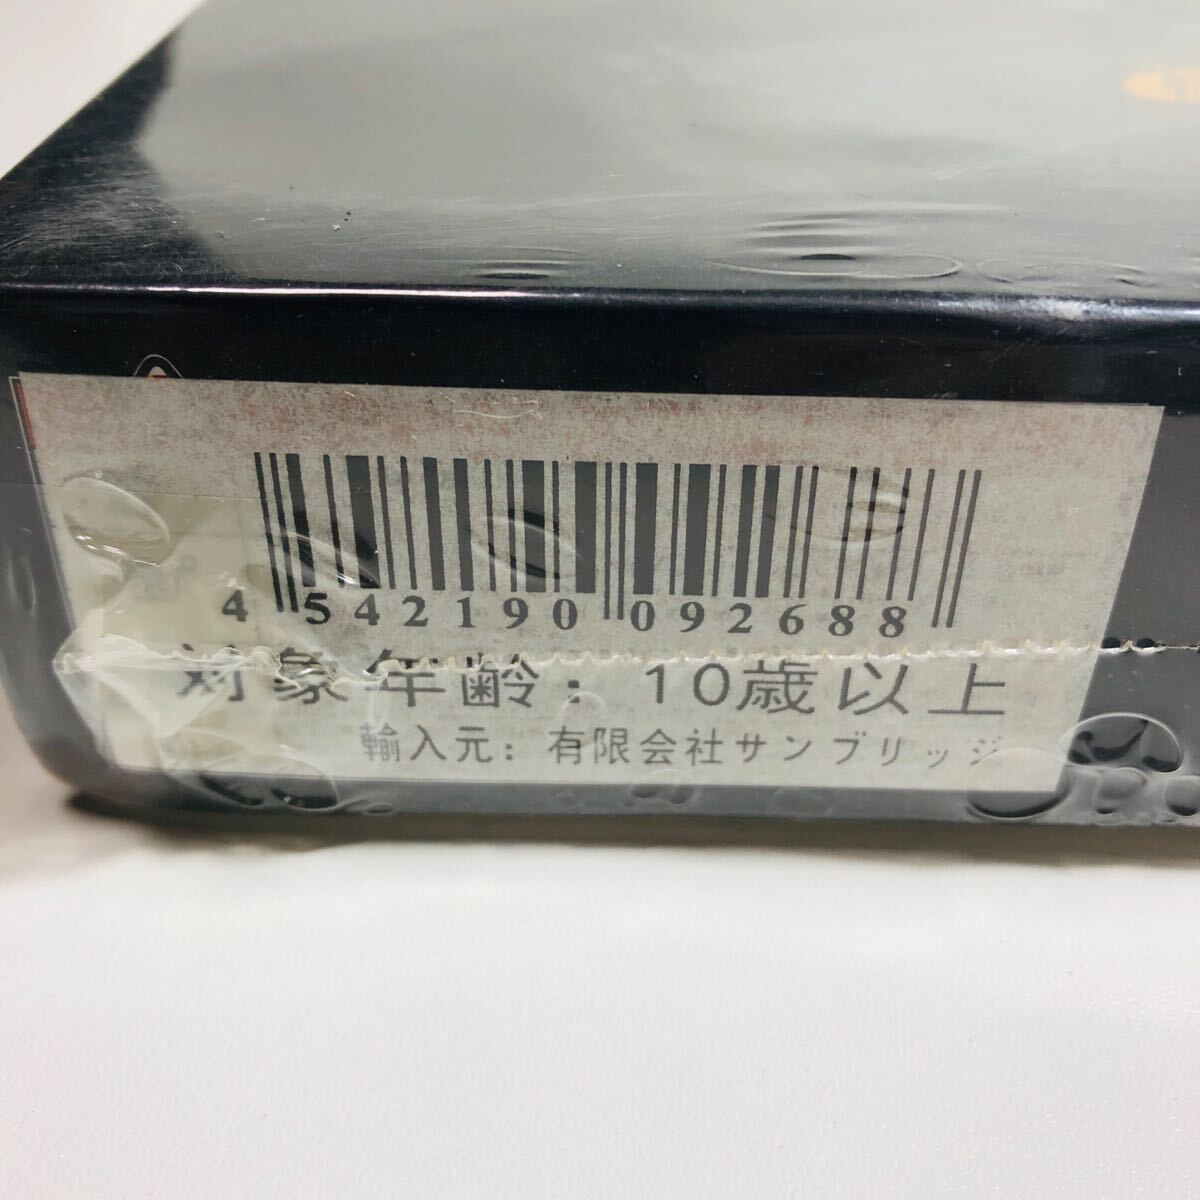 4 542190 092688
対象年齢：10歳以上
輸入元：有限会社サンブリッジ